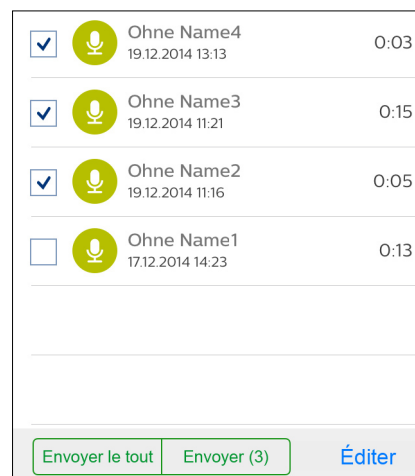 Ohne Name4
0:03
19.12.2014 13:13
Ohne Name3
0:15
19.12.2014 11:21
Ohne Name2
0:05
19.12.2014 11:16
Ohne Name1
0:13
17.12.2014 14:23
Envoyer le tout
Envoyer (3)
Éditer